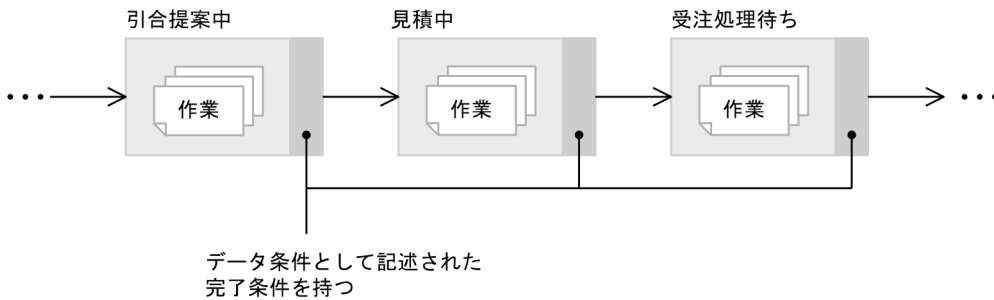 引合提案中
見積中
受注処理待ち
作業
作業
作業
データ条件として記述された
完了条件を持つ